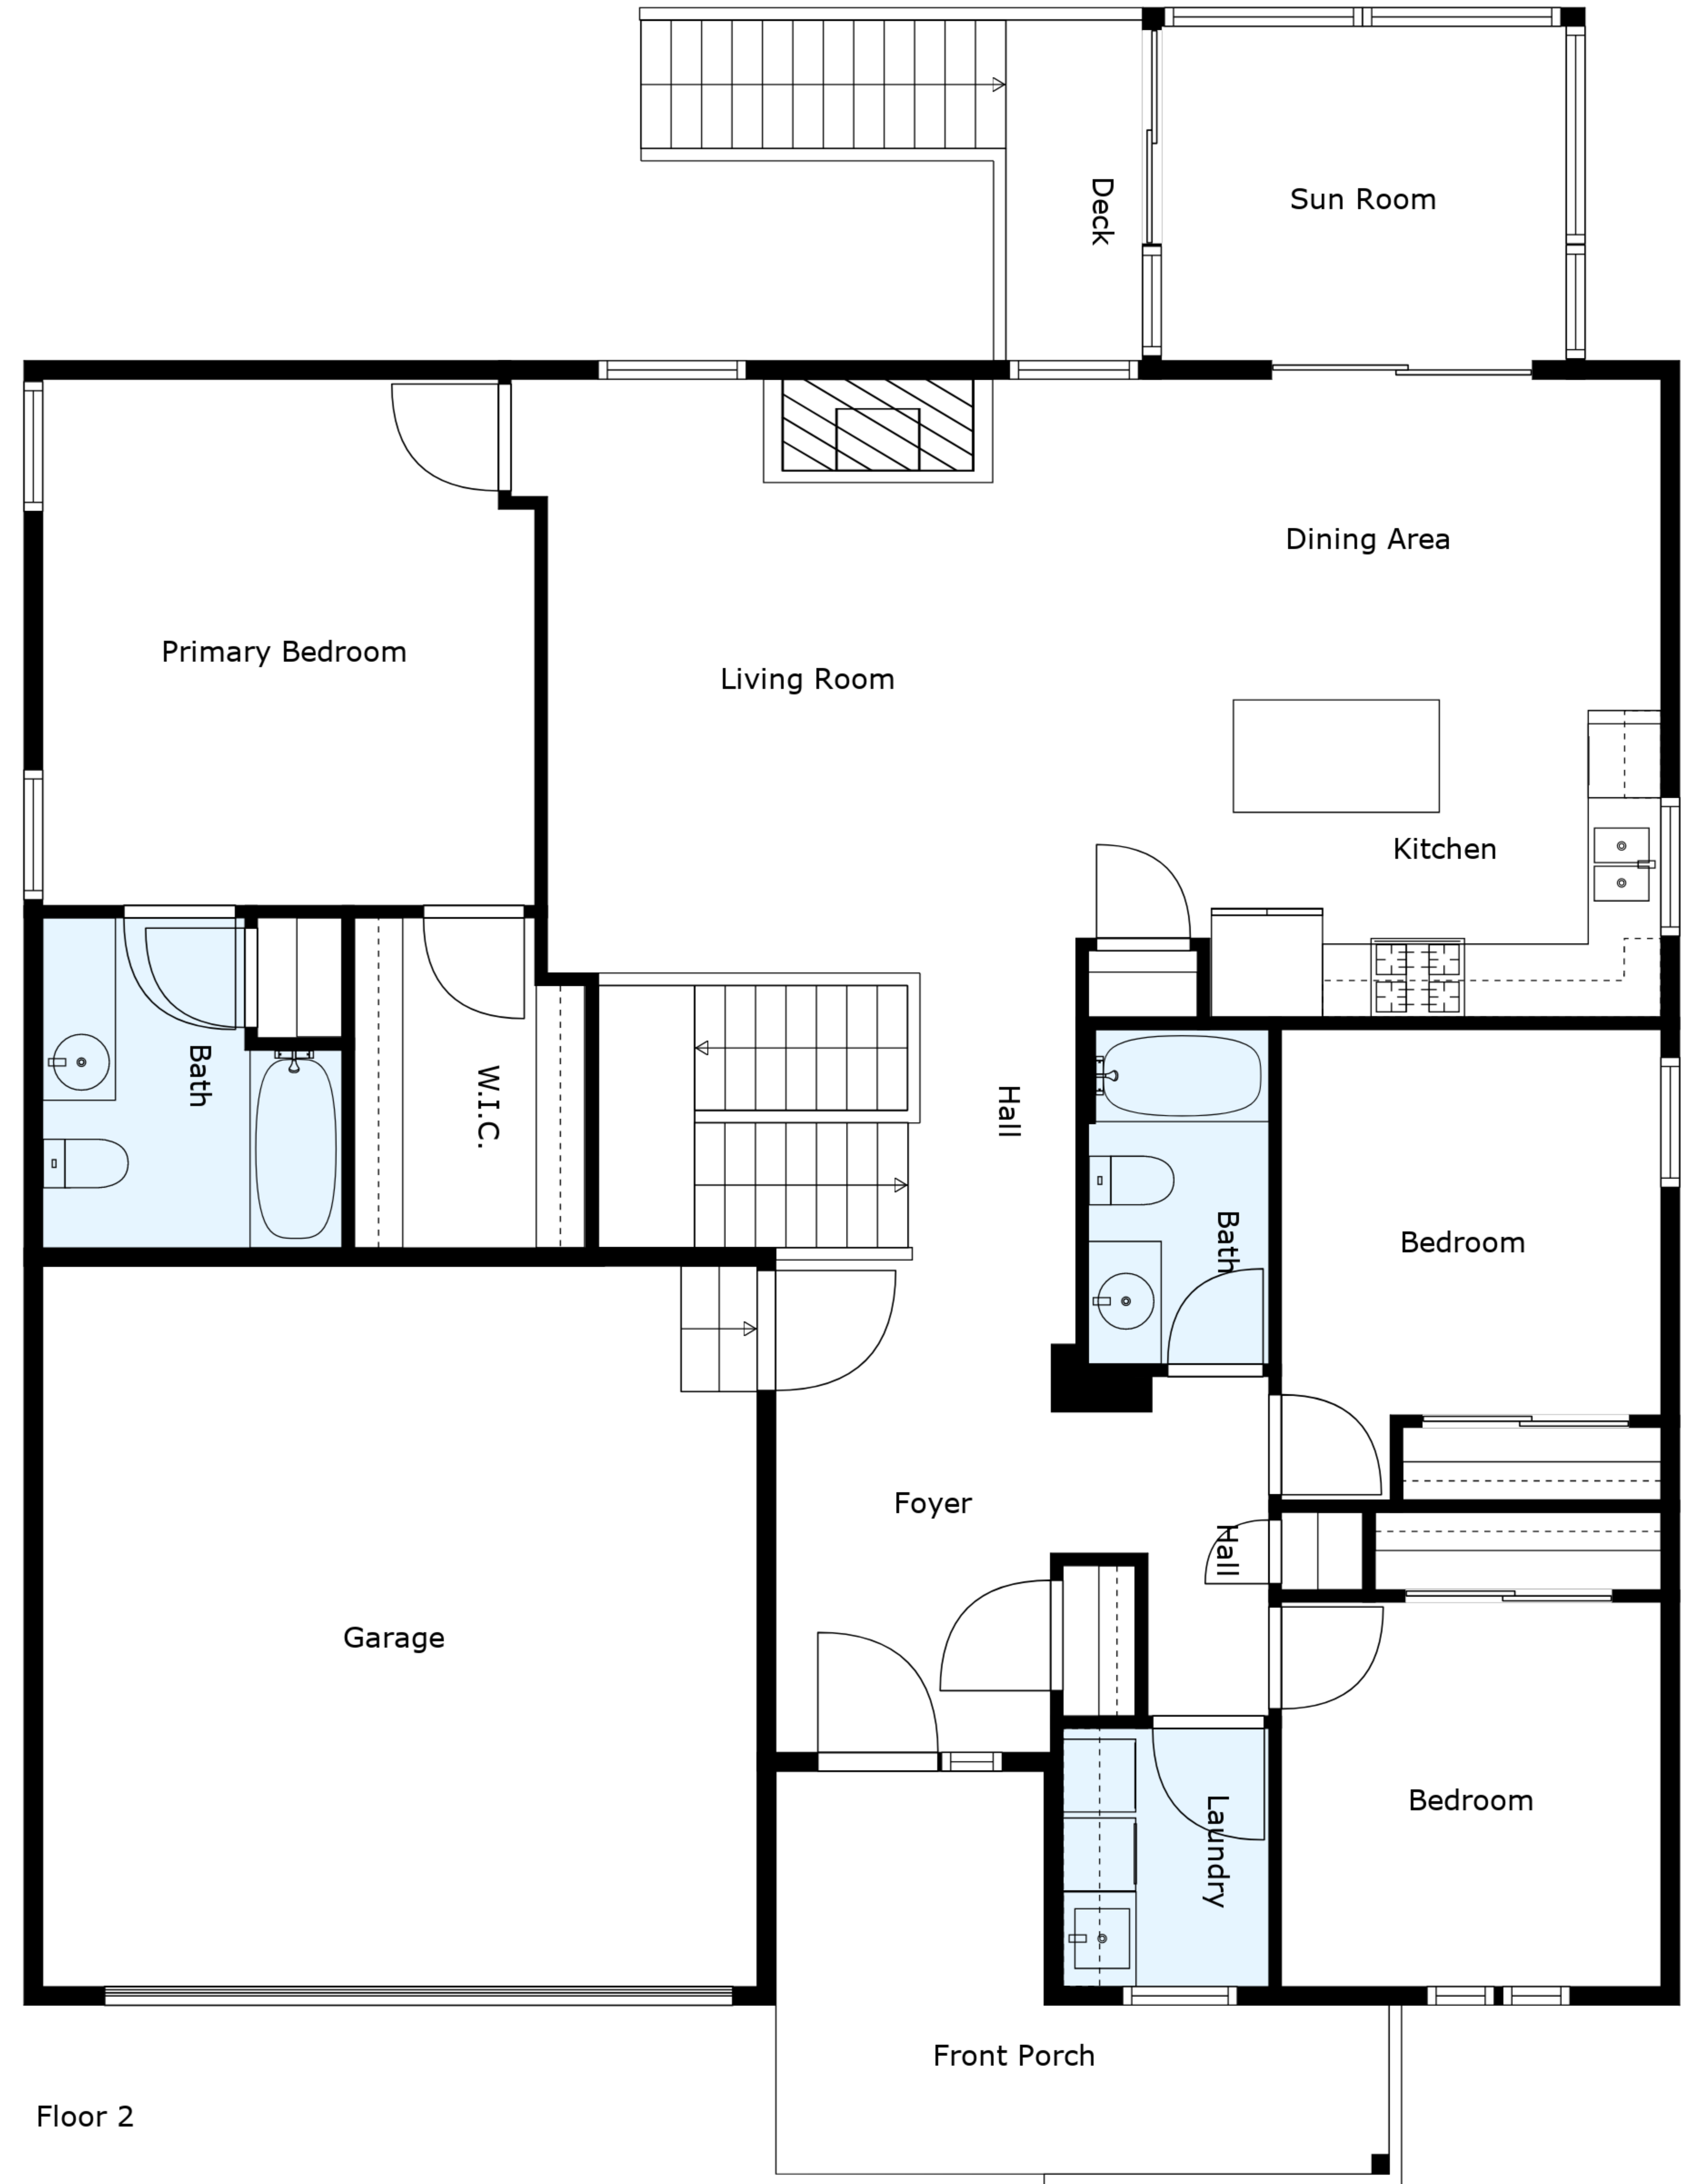 Sun Room
Deck
Dining Area
Primary Bedroom
Living Room
Kitchen
Bath
W.I.C.
Hall
Bath
Bedroom
Foyer
Hall
Garage
Bedroom
Laundry
Front Porch
Floor 2